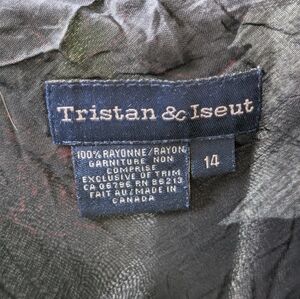 Tristan & Iseut
100% RAYONNE/RAYON
GARNITURE NON
COMPRISE
EXCLUSIVE OF TRIM
CA 06796 RN 86213
FAIT AU/MADE IN
CANADA
14